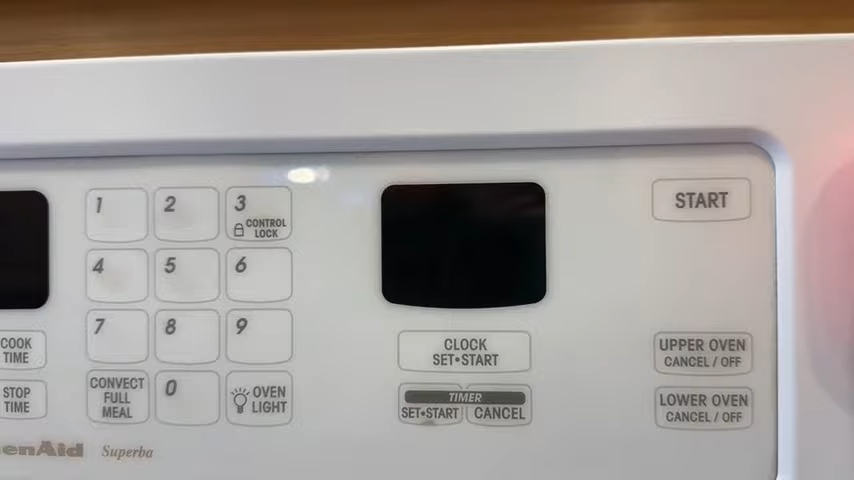 1
2
3
CONTROL
LOCK
START
4
5
6
7
8
9
COOK
TIME
CLOCK
SET•START
UPPER OVEN
CANCEL / OFF
STOP
TIME
CONVECT
FULL
MEAL
0
OVEN
LIGHT
TIMER
SET•START
CANCEL
LOWER OVEN
CANCEL / OFF
enAid Superba